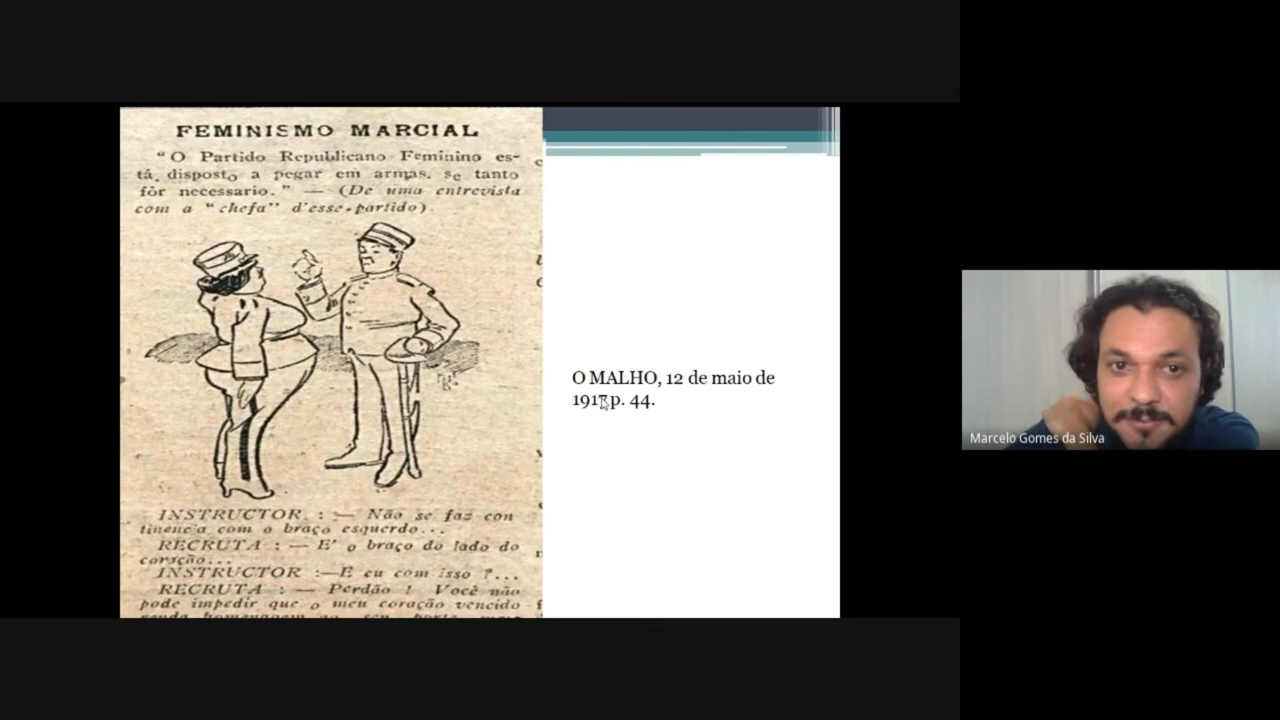 FEMINISMO MARCIAL
"O Partido Republicano Feminino es-
tá disposto a pegar em armas. se tanto
fôr necessario." — (De uma entrevista
com a "chefa" d'esse partido)
INSTRUCTOR : — Não se faz con
tinencia com o braço esquerdo...
RECRUTA : — E' o braço do lado do
coração...
INSTRUCTOR :—E eu com isso ?...
RECRUTA : — Perdão ! Você não
pode impedir que o meu coração vencido
O MALHO, 12 de maio de
p. 44.
Marcelo Gomes da Silva